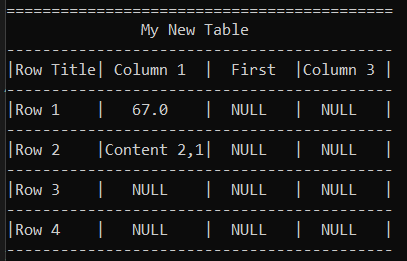 ===========================================
My New Table
-------------------------------------------
|Row Title| Column 1  |  First  |Column 3 |
-------------------------------------------
|Row 1    |   67.0    |  NULL   |  NULL   |
-------------------------------------------
|Row 2    |Content 2,1|  NULL   |  NULL   |
-------------------------------------------
|Row 3    |   NULL    |  NULL   |  NULL   |
-------------------------------------------
|Row 4    |   NULL    |  NULL   |  NULL   |
-------------------------------------------